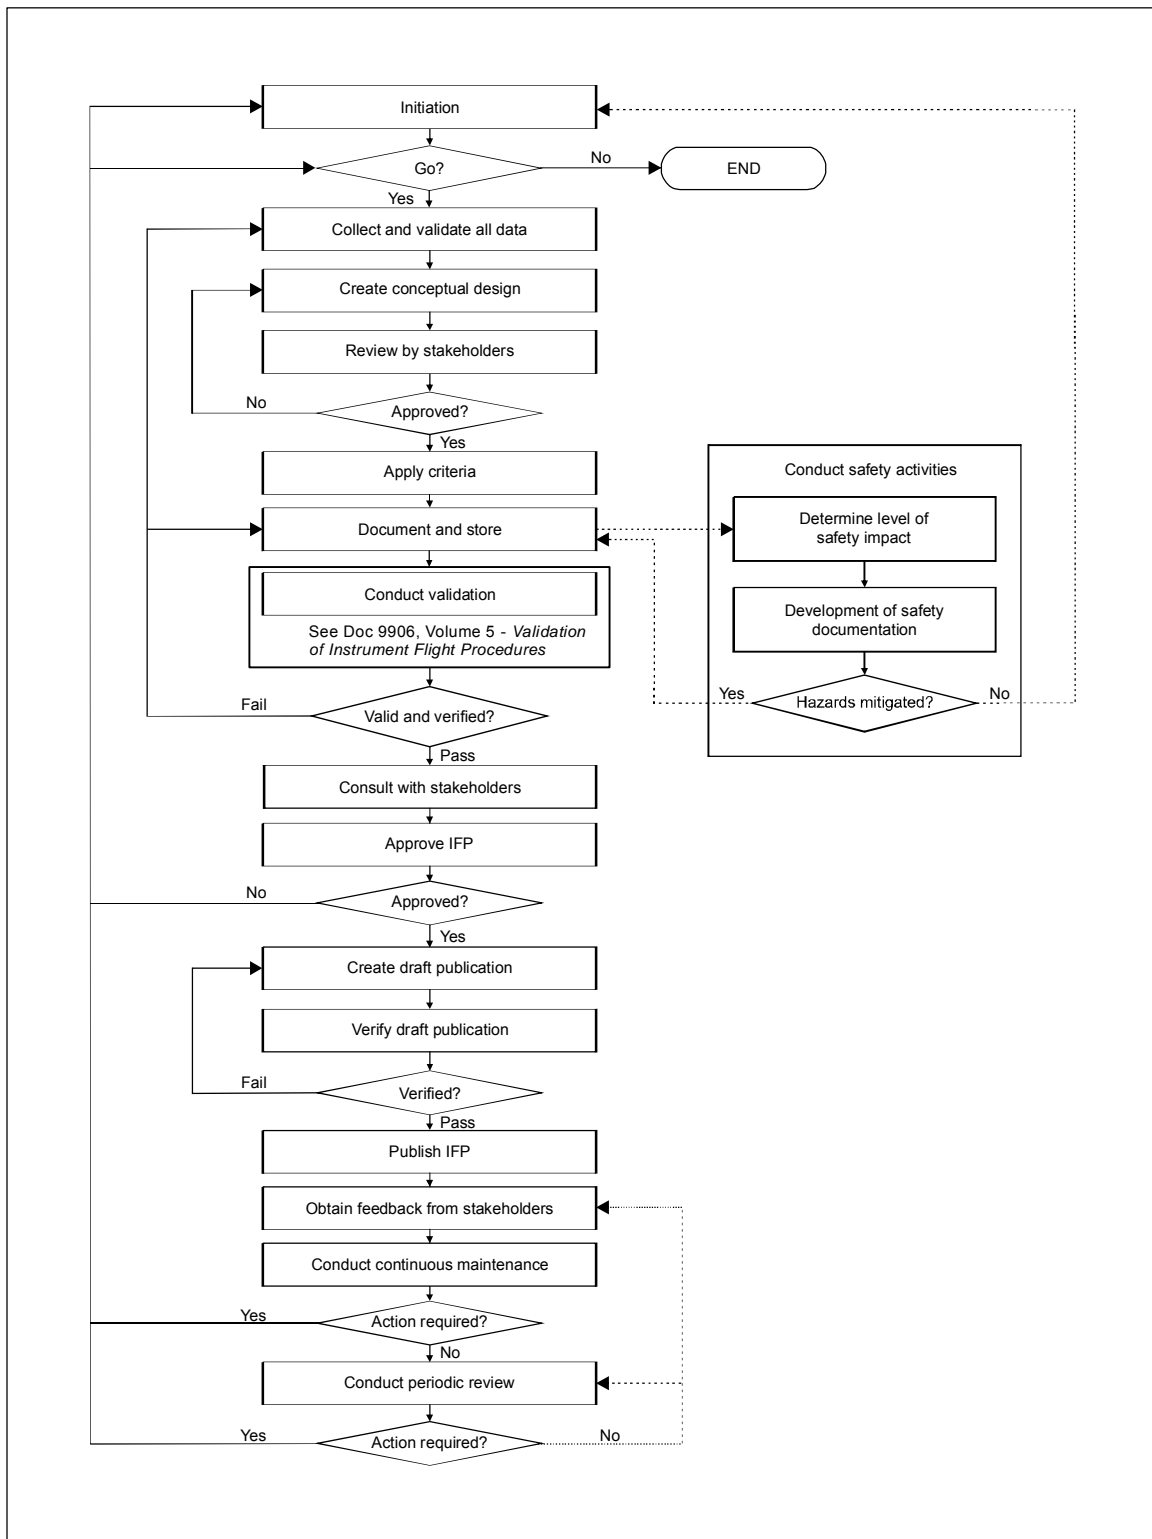 Initiation
Go?
No
END
Yes
Collect and validate all data
Create conceptual design
Review by stakeholders
No
Approved?
Yes
Apply criteria
Conduct safety activities
Document and store
Determine level of
safety impact
Conduct validation
See Doc 9906, Volume 5 - Validation
of Instrument Flight Procedures
Development of safety
documentation
Fail
Valid and verified?
Yes
Hazards mitigated?
No
Pass
Consult with stakeholders
Approve IFP
No
Approved?
Yes
Create draft publication
Verify draft publication
Fail
Verified?
Pass
Publish IFP
Obtain feedback from stakeholders
Conduct continuous maintenance
Yes
Action required?
No
Conduct periodic review
Yes
Action required?
No